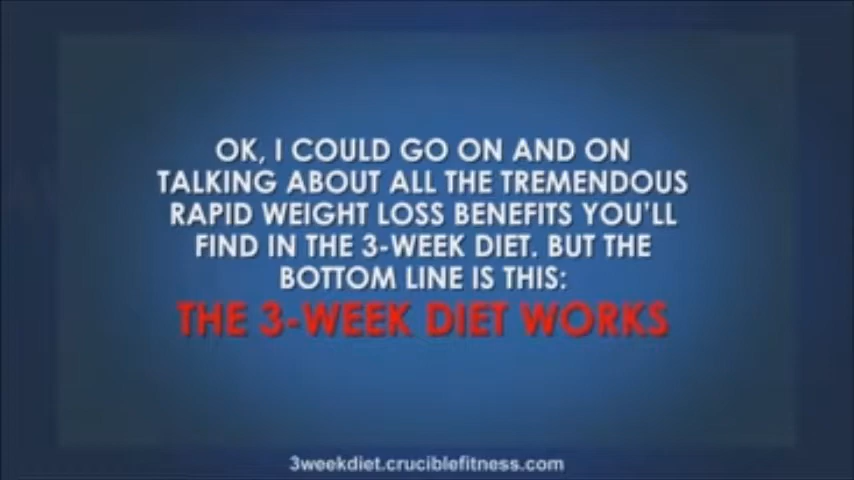 OK, I COULD GO ON AND ON
TALKING ABOUT ALL THE TREMENDOUS
RAPID WEIGHT LOSS BENEFITS YOU'LL
FIND IN THE 3-WEEK DIET. BUT THE
BOTTOM LINE IS THIS:
THE 3-WEEK DIET WORKS
3weekdiet.cruciblefitness.com